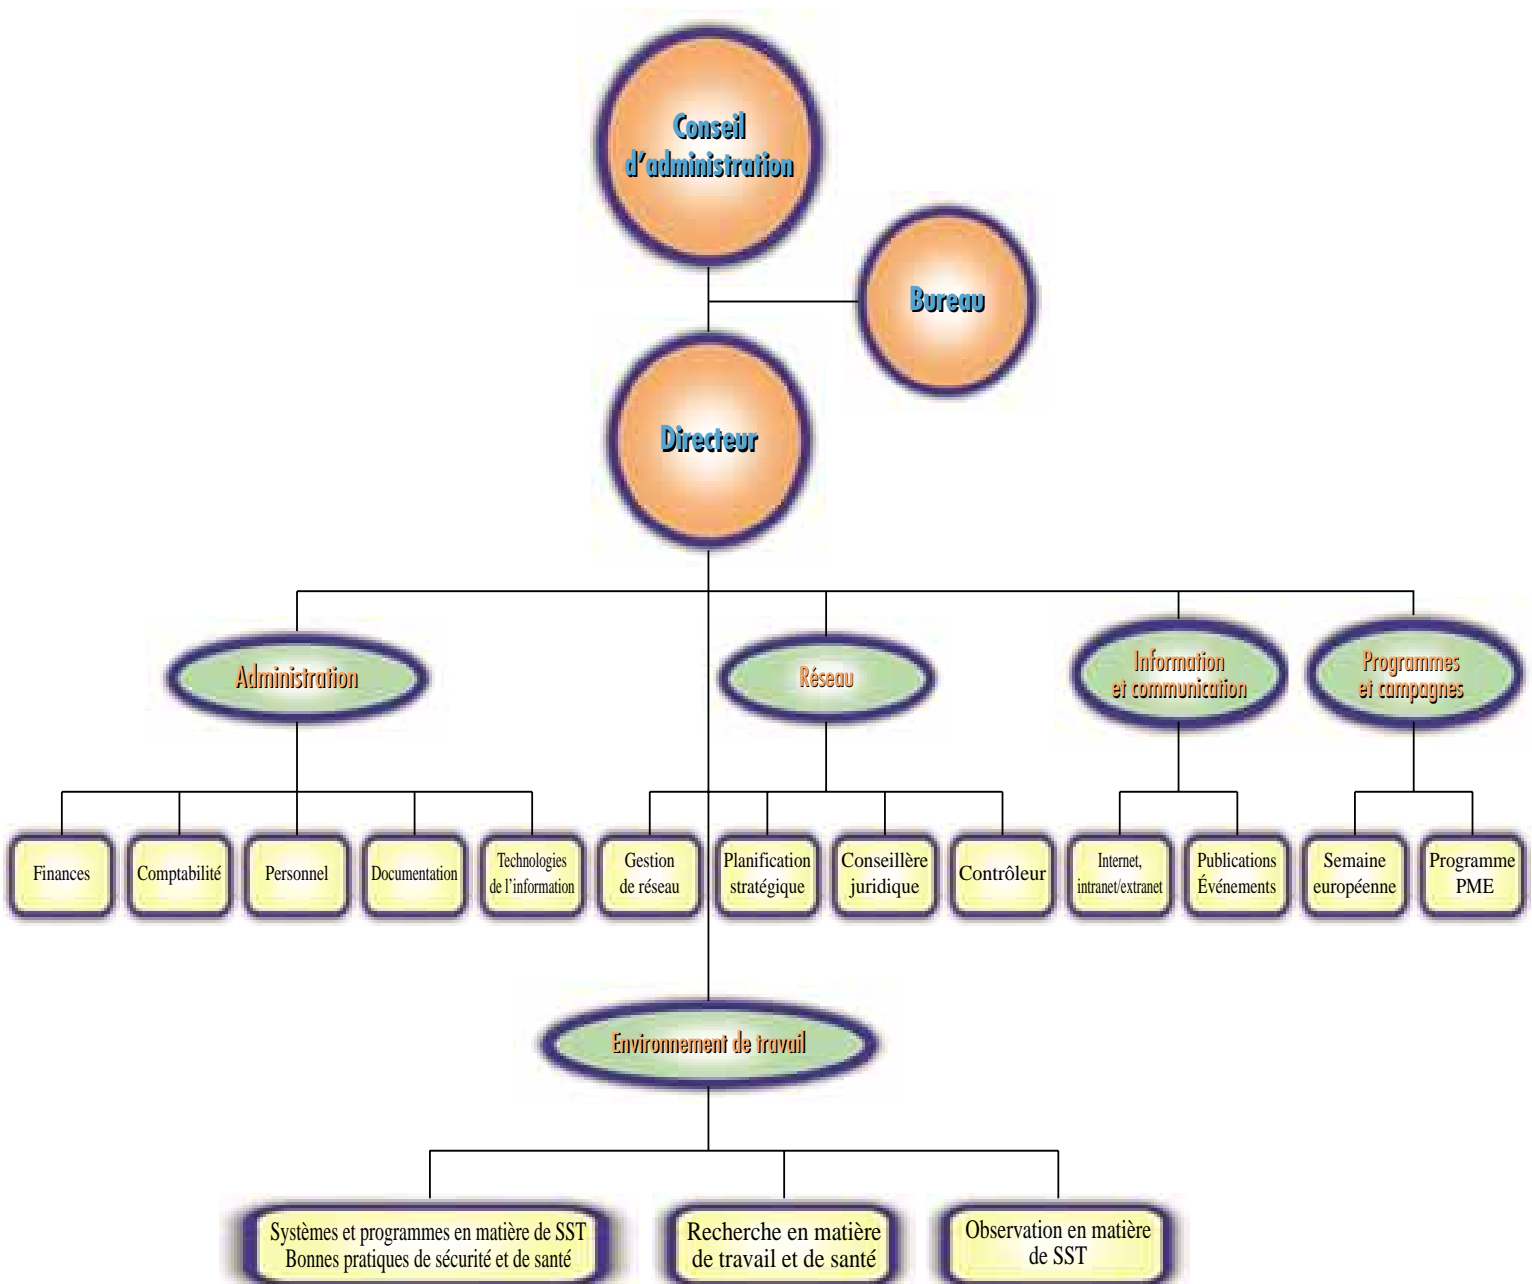 Conseil
d'administration
Bureau
Directeur
Administration
Réseau
Information
et communication
Programmes
et campagnes
Finances
Comptabilité
Personnel
Documentation
Technologies
de l'information
Gestion
de réseau
Planification
stratégique
Conseillère
juridique
Contrôleur
Internet,
intranet/extranet
Publications
Événements
Semaine
européenne
Programme
PME
Environnement de travail
Systèmes et programmes en matière de SST
Bonnes pratiques de sécurité et de santé
Recherche en matière
de travail et de santé
Observation en matière
de SST